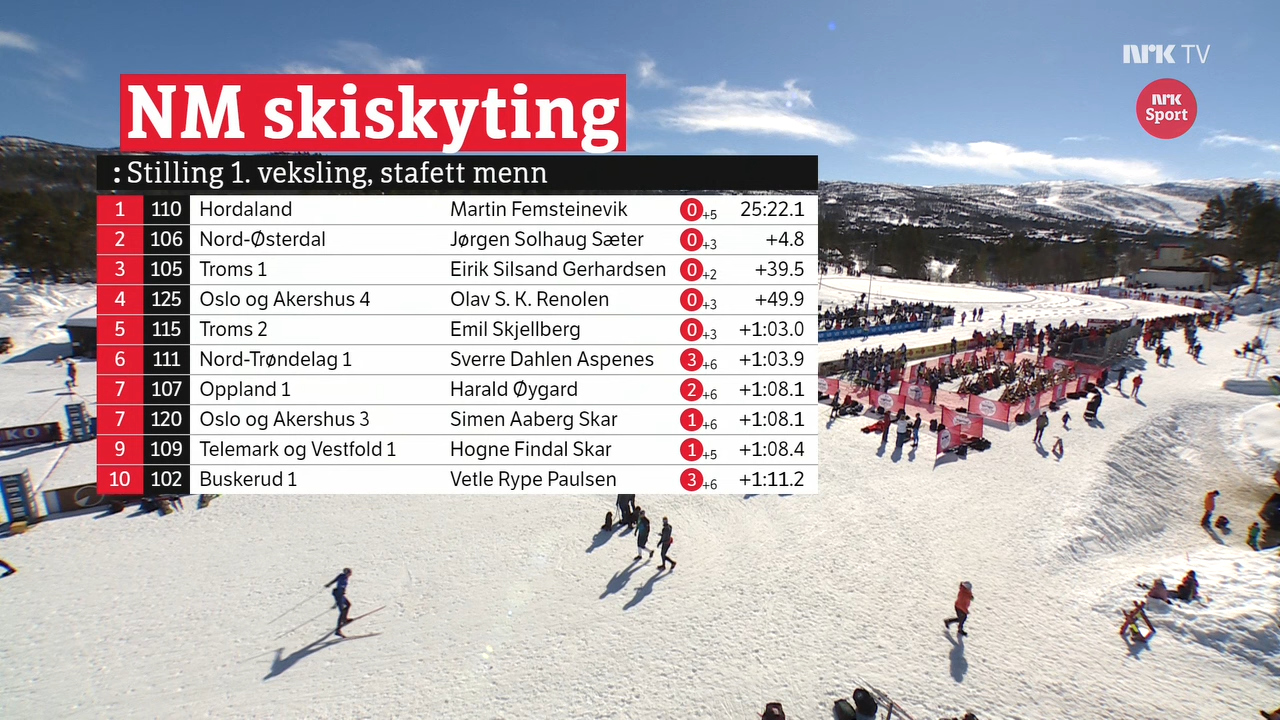 nrk TV
nrk
Sport
NM skiskyting
: Stilling 1. veksling, stafett menn
1 110 Hordaland Martin Femsteinevik 0 +5 25:22.1
2 106 Nord-Østerdal Jørgen Solhaug Sæter 0 +3 +4.8
3 105 Troms 1 Eirik Silsand Gerhardsen 0 +2 +39.5
4 125 Oslo og Akershus 4 Olav S. K. Renolen 0 +3 +49.9
5 115 Troms 2 Emil Skjellberg 0 +3 +1:03.0
6 111 Nord-Trøndelag 1 Sverre Dahlen Aspenes 3 +6 +1:03.9
7 107 Oppland 1 Harald Øygard 2 +6 +1:08.1
7 120 Oslo og Akershus 3 Simen Aaberg Skar 1 +6 +1:08.1
9 109 Telemark og Vestfold 1 Hogne Findal Skar 1 +5 +1:08.4
10 102 Buskerud 1 Vetle Rype Paulsen 3 +6 +1:11.2